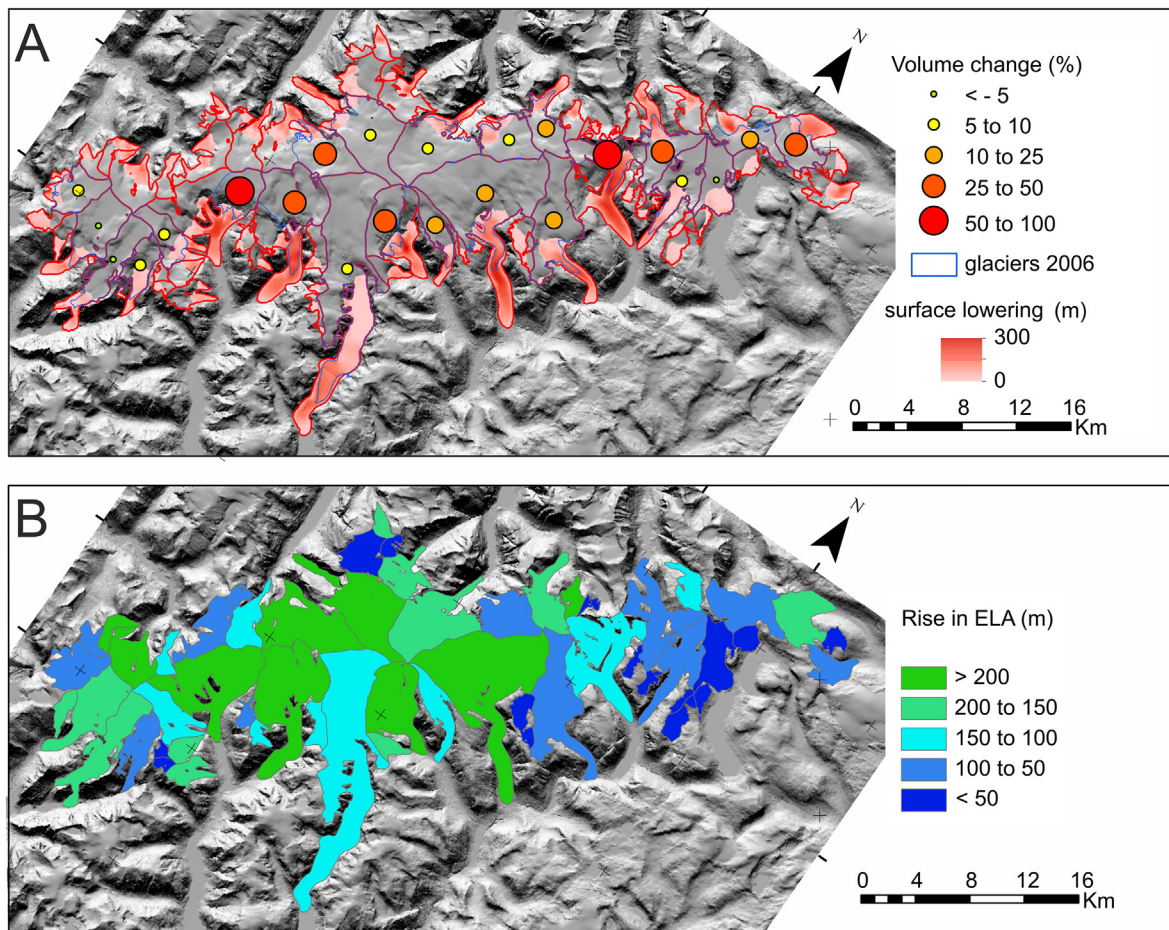 A
N
Volume change (%)
< - 5
5 to 10
10 to 25
25 to 50
50 to 100
glaciers 2006
surface lowering (m)
300
0
0 4 8 12 16
Km
B
N
Rise in ELA (m)
> 200
200 to 150
150 to 100
100 to 50
< 50
0 4 8 12 16
Km